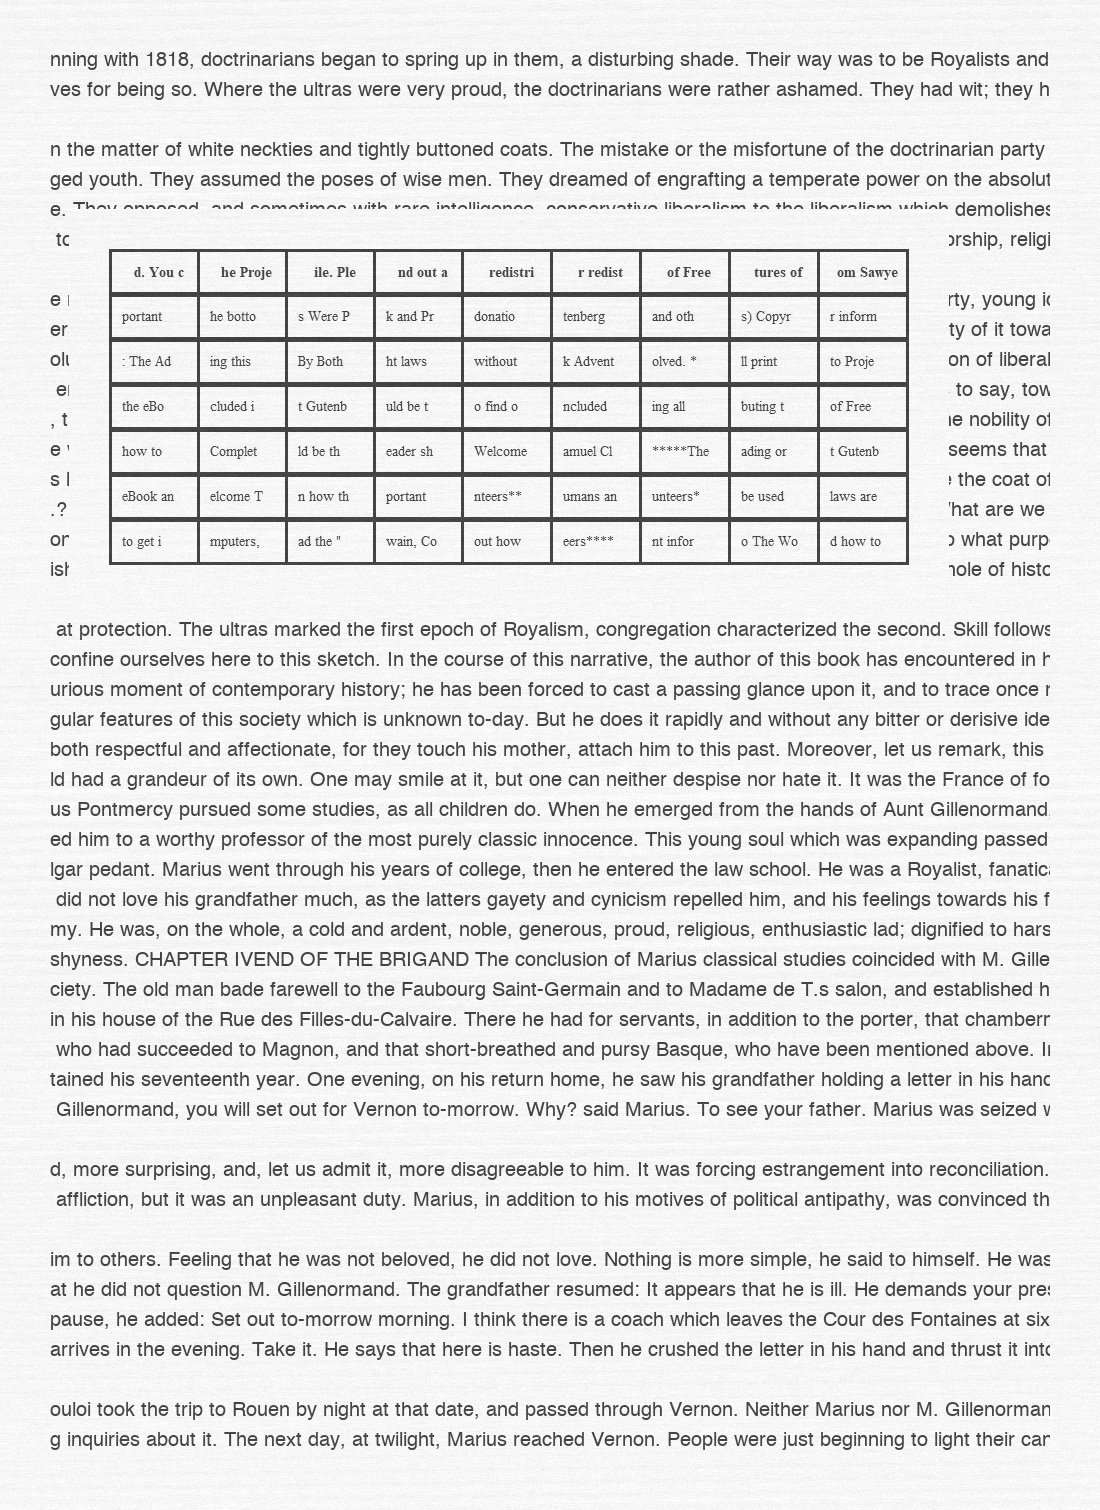 nning with 1818, doctrinarians began to spring up in them, a disturbing shade. Their way was to be Royalists and
ves for being so. Where the ultras were very proud, the doctrinarians were rather ashamed. They had wit; they h
n the matter of white neckties and tightly buttoned coats. The mistake or the misfortune of the doctrinarian party
ged youth. They assumed the poses of wise men. They dreamed of engrafting a temperate power on the absolut
e. They opposed, and sometimes with rare intelligence, conservative liberalism to the liberalism which demolishes
to orship, religi
d. You c he Proje ile. Ple nd out a redistri r redist of Free tures of om Sawye
portant he botto s Were P k and Pr donatio tenberg and oth s) Copyr r inform
: The Ad ing this By Both ht laws without k Advent olved. * ll print to Proje
the eBo cluded i t Gutenb uld be t o find o ncluded ing all buting t of Free
how to Complet ld be th eader sh Welcome amuel Cl *****The ading or t Gutenb
eBook an elcome T n how th portant nteers** umans an unteers* be used laws are
to get i mputers, ad the " wain, Co out how eers**** nt infor o The Wo d how to
e rty, young ic
er ty of it towa
olu on of liberal
er to say, tow
, t e nobility of
e seems that
s the coat of
.? hat are we
on what purp
ish hole of histo
at protection. The ultras marked the first epoch of Royalism, congregation characterized the second. Skill follows
confine ourselves here to this sketch. In the course of this narrative, the author of this book has encountered in h
urious moment of contemporary history; he has been forced to cast a passing glance upon it, and to trace once
gular features of this society which is unknown to-day. But he does it rapidly and without any bitter or derisive ide
both respectful and affectionate, for they touch his mother, attach him to this past. Moreover, let us remark, this
ld had a grandeur of its own. One may smile at it, but one can neither despise nor hate it. It was the France of fo
us Pontmercy pursued some studies, as all children do. When he emerged from the hands of Aunt Gillenormand,
ed him to a worthy professor of the most purely classic innocence. This young soul which was expanding passed
lgar pedant. Marius went through his years of college, then he entered the law school. He was a Royalist, fanatica
did not love his grandfather much, as the latters gayety and cynicism repelled him, and his feelings towards his f
my. He was, on the whole, a cold and ardent, noble, generous, proud, religious, enthusiastic lad; dignified to hars
shyness. CHAPTER IVEND OF THE BRIGAND The conclusion of Marius classical studies coincided with M. Gille
ciety. The old man bade farewell to the Faubourg Saint-Germain and to Madame de T.s salon, and established h
in his house of the Rue des Filles-du-Calvaire. There he had for servants, in addition to the porter, that chamberm
who had succeeded to Magnon, and that short-breathed and pursy Basque, who have been mentioned above. In
tained his seventeenth year. One evening, on his return home, he saw his grandfather holding a letter in his hand
Gillenormand, you will set out for Vernon to-morrow. Why? said Marius. To see your father. Marius was seized w
d, more surprising, and, let us admit it, more disagreeable to him. It was forcing estrangement into reconciliation.
affliction, but it was an unpleasant duty. Marius, in addition to his motives of political antipathy, was convinced th
im to others. Feeling that he was not beloved, he did not love. Nothing is more simple, he said to himself. He was
at he did not question M. Gillenormand. The grandfather resumed: It appears that he is ill. He demands your pres
pause, he added: Set out to-morrow morning. I think there is a coach which leaves the Cour des Fontaines at six
arrives in the evening. Take it. He says that here is haste. Then he crushed the letter in his hand and thrust it into
ouloi took the trip to Rouen by night at that date, and passed through Vernon. Neither Marius nor M. Gillenorman
g inquiries about it. The next day, at twilight, Marius reached Vernon. People were just beginning to light their can